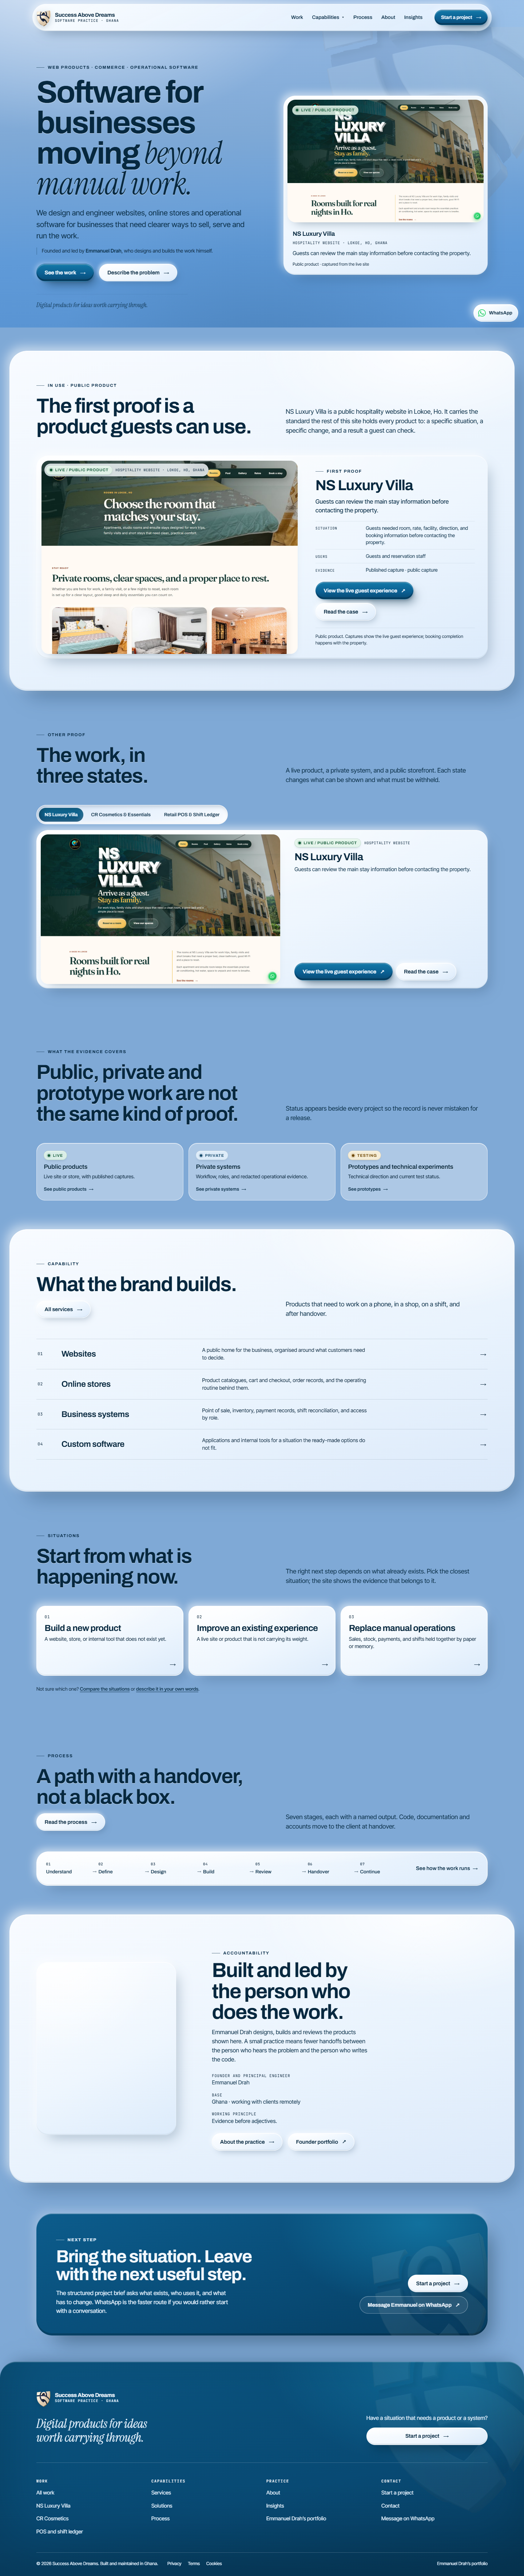 Success Above Dreams
SOFTWARE PRACTICE · GHANA
Work Capabilities Process About Insights Start a project →
WEB PRODUCTS · COMMERCE · OPERATIONAL SOFTWARE
Software for
businesses
moving beyond
manual work.
We design and engineer websites, online stores and operational
software for businesses that need clearer ways to sell, serve and
run the work.
Founded and led by Emmanuel Drah, who designs and builds the work himself.
See the work → Describe the problem →
Digital products for ideas worth carrying through.
LIVE / PUBLIC PRODUCT
NS
LUXURY
VILLA
Arrive as a guest.
Stay as family.
Rooms built for real
nights in Ho.
NS Luxury Villa
HOSPITALITY WEBSITE · LOKOE, HO, GHANA
Guests can review the main stay information before contacting the property.
Public product · captured from the live site
WhatsApp
IN USE · PUBLIC PRODUCT
The first proof is a
product guests can use.
NS Luxury Villa is a public hospitality website in Lokoe, Ho. It carries the
standard the rest of this site holds every product to: a specific situation, a
specific change, and a result a guest can check.
LIVE / PUBLIC PRODUCT HOSPITALITY WEBSITE · LOKOE, HO, GHANA
Choose the room that
matches your stay.
Private rooms, clear spaces, and a proper place to rest.
FIRST PROOF
NS Luxury Villa
Guests can review the main stay information before
contacting the property.
SITUATION Guests needed room, rate, facility, direction, and
booking information before contacting the
property.
USERS Guests and reservation staff
EVIDENCE Published capture · public capture
View the live guest experience ↗
Read the case →
Public product. Captures show the live guest experience; booking completion
happens with the property.
OTHER PROOF
The work, in
three states.
A live product, a private system, and a public storefront. Each state
changes what can be shown and what must be withheld.
NS Luxury Villa CR Cosmetics & Essentials Retail POS & Shift Ledger
NS
LUXURY
VILLA
Arrive as a guest.
Stay as family.
Rooms built for real
nights in Ho.
LIVE / PUBLIC PRODUCT HOSPITALITY WEBSITE
NS Luxury Villa
Guests can review the main stay information before contacting the property.
View the live guest experience ↗ Read the case →
WHAT THE EVIDENCE COVERS
Public, private and
prototype work are not
the same kind of proof.
Status appears beside every project so the record is never mistaken for
a release.
LIVE
Public products
Live site or store, with published captures.
See public products →
PRIVATE
Private systems
Workflow, roles, and redacted operational evidence.
See private systems →
TESTING
Prototypes and technical experiments
Technical direction and current test status.
See prototypes →
CAPABILITY
What the brand builds.
All services →
Products that need to work on a phone, in a shop, on a shift, and
after handover.
01 Websites A public home for the business, organised around what customers need
to decide. →
02 Online stores Product catalogues, cart and checkout, order records, and the operating
routine behind them. →
03 Business systems Point of sale, inventory, payment records, shift reconciliation, and access
by role. →
04 Custom software Applications and internal tools for a situation the ready-made options do
not fit. →
SITUATIONS
Start from what is
happening now.
The right next step depends on what already exists. Pick the closest
situation; the site shows the evidence that belongs to it.
01
Build a new product
A website, store, or internal tool that does not exist yet.
→
02
Improve an existing experience
A live site or product that is not carrying its weight.
→
03
Replace manual operations
Sales, stock, payments, and shifts held together by paper
or memory.
→
Not sure which one? Compare the situations or describe it in your own words.
PROCESS
A path with a handover,
not a black box.
Read the process →
Seven stages, each with a named output. Code, documentation and
accounts move to the client at handover.
01 02 03 04 05 06 07
Understand → Define → Design → Build → Review → Handover → Continue
See how the work runs →
ACCOUNTABILITY
Built and led by
the person who
does the work.
Emmanuel Drah designs, builds and reviews the products
shown here. A small practice means fewer handoffs between
the person who hears the problem and the person who writes
the code.
FOUNDER AND PRINCIPAL ENGINEER
Emmanuel Drah
BASE
Ghana · working with clients remotely
WORKING PRINCIPLE
Evidence before adjectives.
About the practice → Founder portfolio ↗
NEXT STEP
Bring the situation. Leave
with the next useful step.
The structured project brief asks what exists, who uses it, and what
has to change. WhatsApp is the faster route if you would rather start
with a conversation.
Start a project →
Message Emmanuel on WhatsApp ↗
Success Above Dreams
SOFTWARE PRACTICE · GHANA
Digital products for ideas
worth carrying through.
Have a situation that needs a product or a system?
Start a project →
WORK CAPABILITIES PRACTICE CONTACT
All work Services About Start a project
NS Luxury Villa Solutions Insights Contact
CR Cosmetics Process Emmanuel Drah's portfolio Message on WhatsApp
POS and shift ledger
© 2026 Success Above Dreams. Built and maintained in Ghana. Privacy Terms Cookies Emmanuel Drah's portfolio